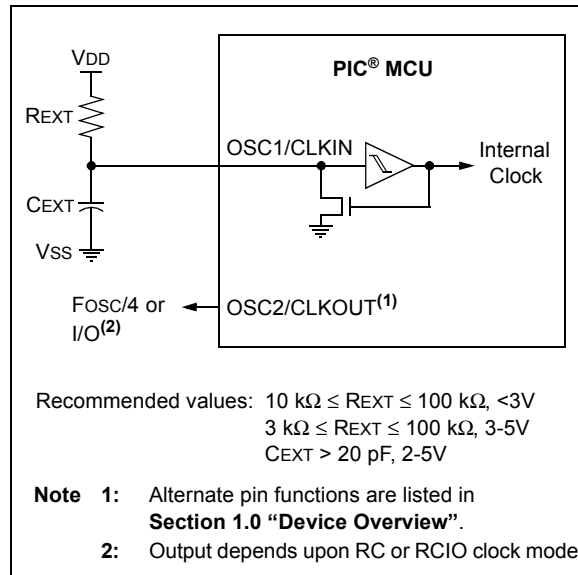 VDD
PIC® MCU
REXT
OSC1/CLKIN
Internal
Clock
CEXT
VSS
FOSC/4 or
I/O(2)
OSC2/CLKOUT(1)
Recommended values: 10 kΩ ≤ REXT ≤ 100 kΩ, <3V
3 kΩ ≤ REXT ≤ 100 kΩ, 3-5V
CEXT > 20 pF, 2-5V
Note 1: Alternate pin functions are listed in
Section 1.0 “Device Overview”.
2: Output depends upon RC or RCIO clock mode